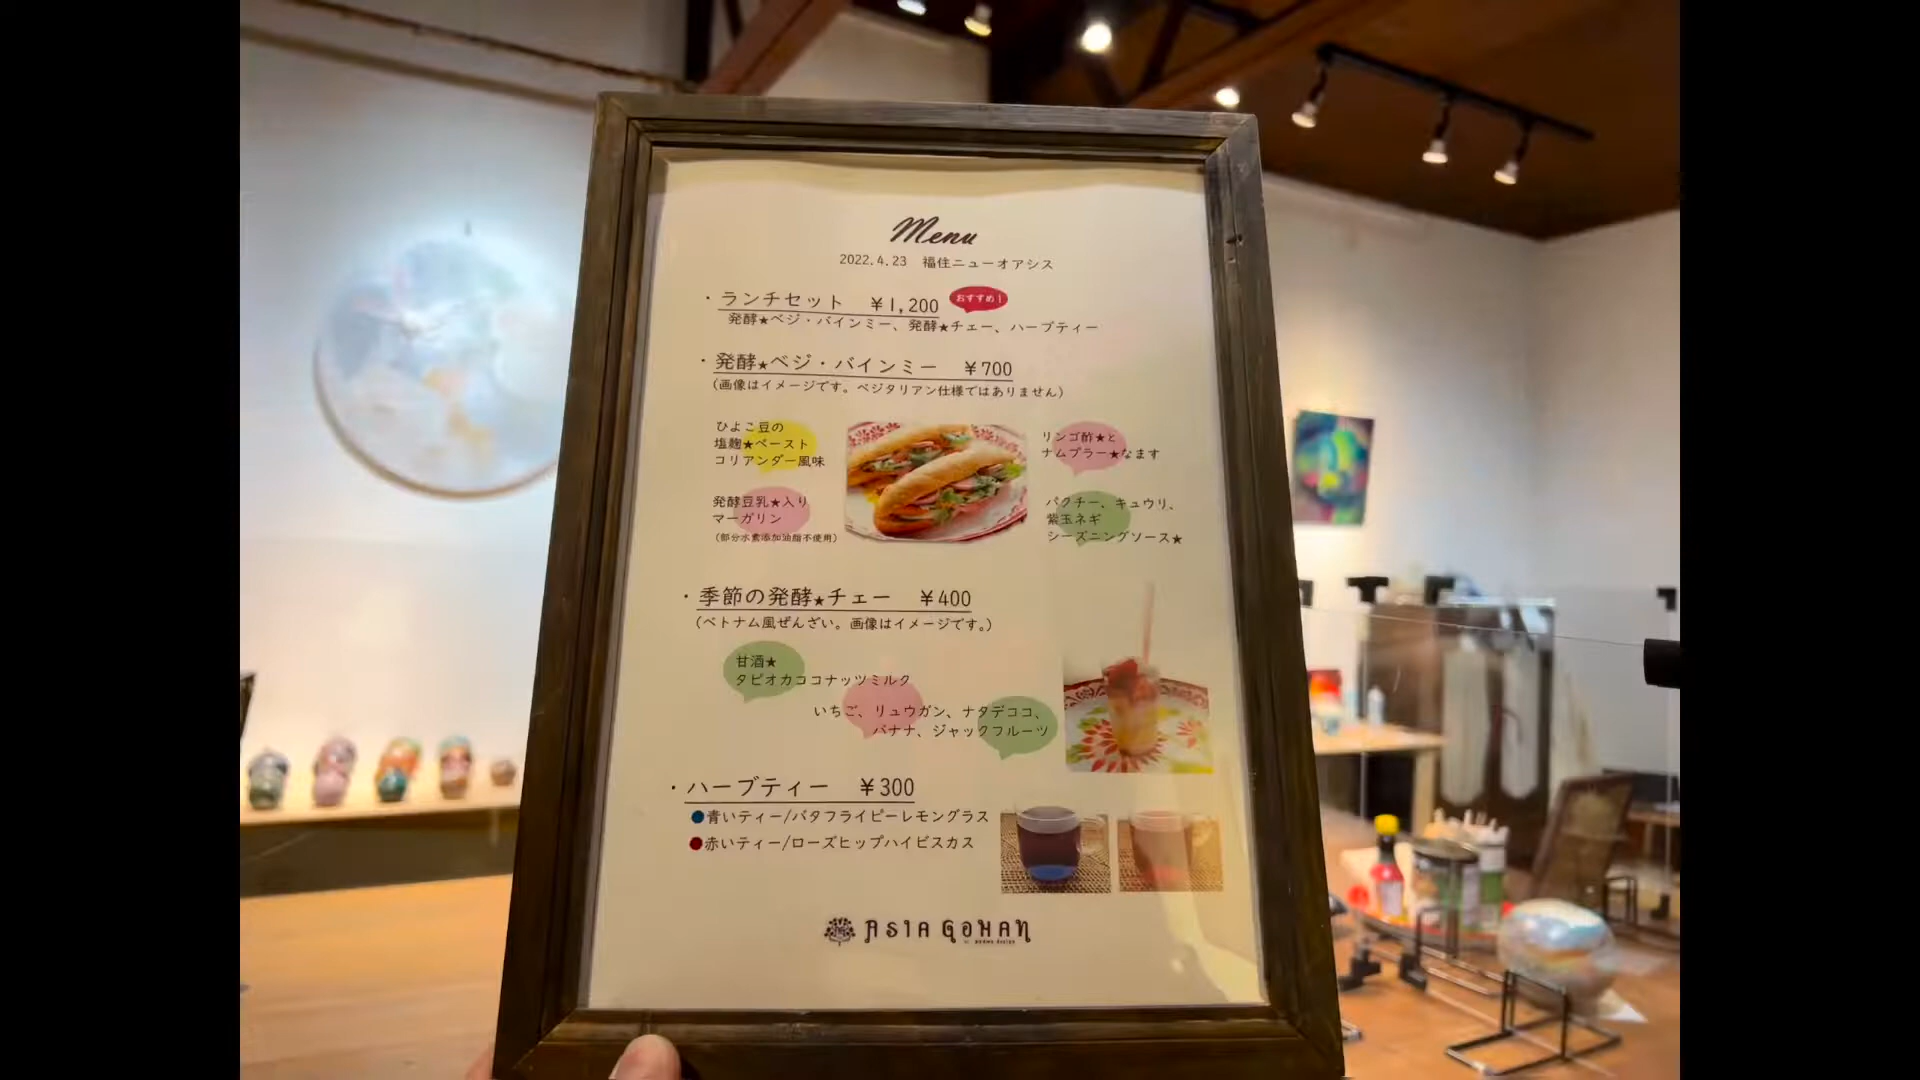 Menu
2022.4.23 福住ニューオアシス
・ランチセット ¥1,200 おすすめ!
発酵★ベジ・バインミー、発酵★チェー、ハーブティー
・発酵★ベジ・バインミー ¥700
(画像はイメージです。ベジタリアン仕様ではありません)
ひよこ豆の
塩麹★ペースト
コリアンダー風味
発酵豆乳★入り
マーガリン
(部分水素添加油脂不使用)
リンゴ酢★と
ナムプラー★なます
パクチー、キュウリ、
紫玉ネギ
シーズニングソース★
・季節の発酵★チェー ¥400
(ベトナム風ぜんざい。画像はイメージです。)
甘酒★
タピオカココナッツミルク
いちご、リュウガン、ナタデココ、
バナナ、ジャックフルーツ
・ハーブティー ¥300
●青いティー/バタフライピーレモングラス
●赤いティー/ローズヒップハイビスカス
ASIA GOHAN